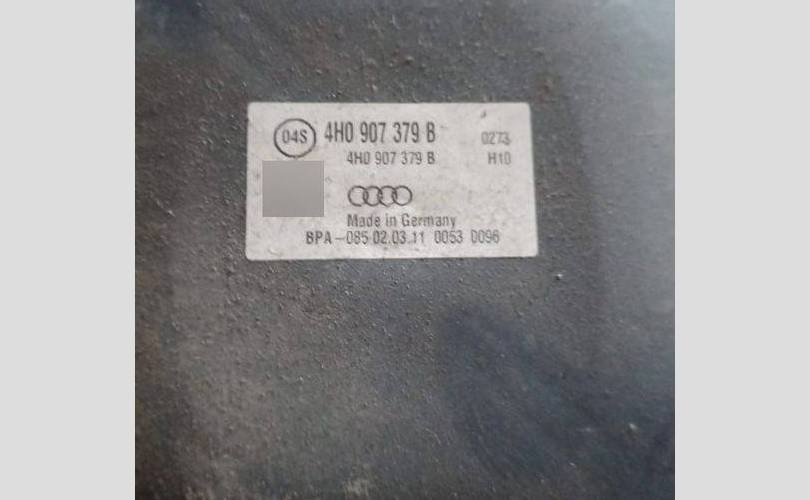 04S 4H0 907 379 B 0273
4H0 907 379 B H10
Made in Germany
BPA-085 02.03.11 0053 0096